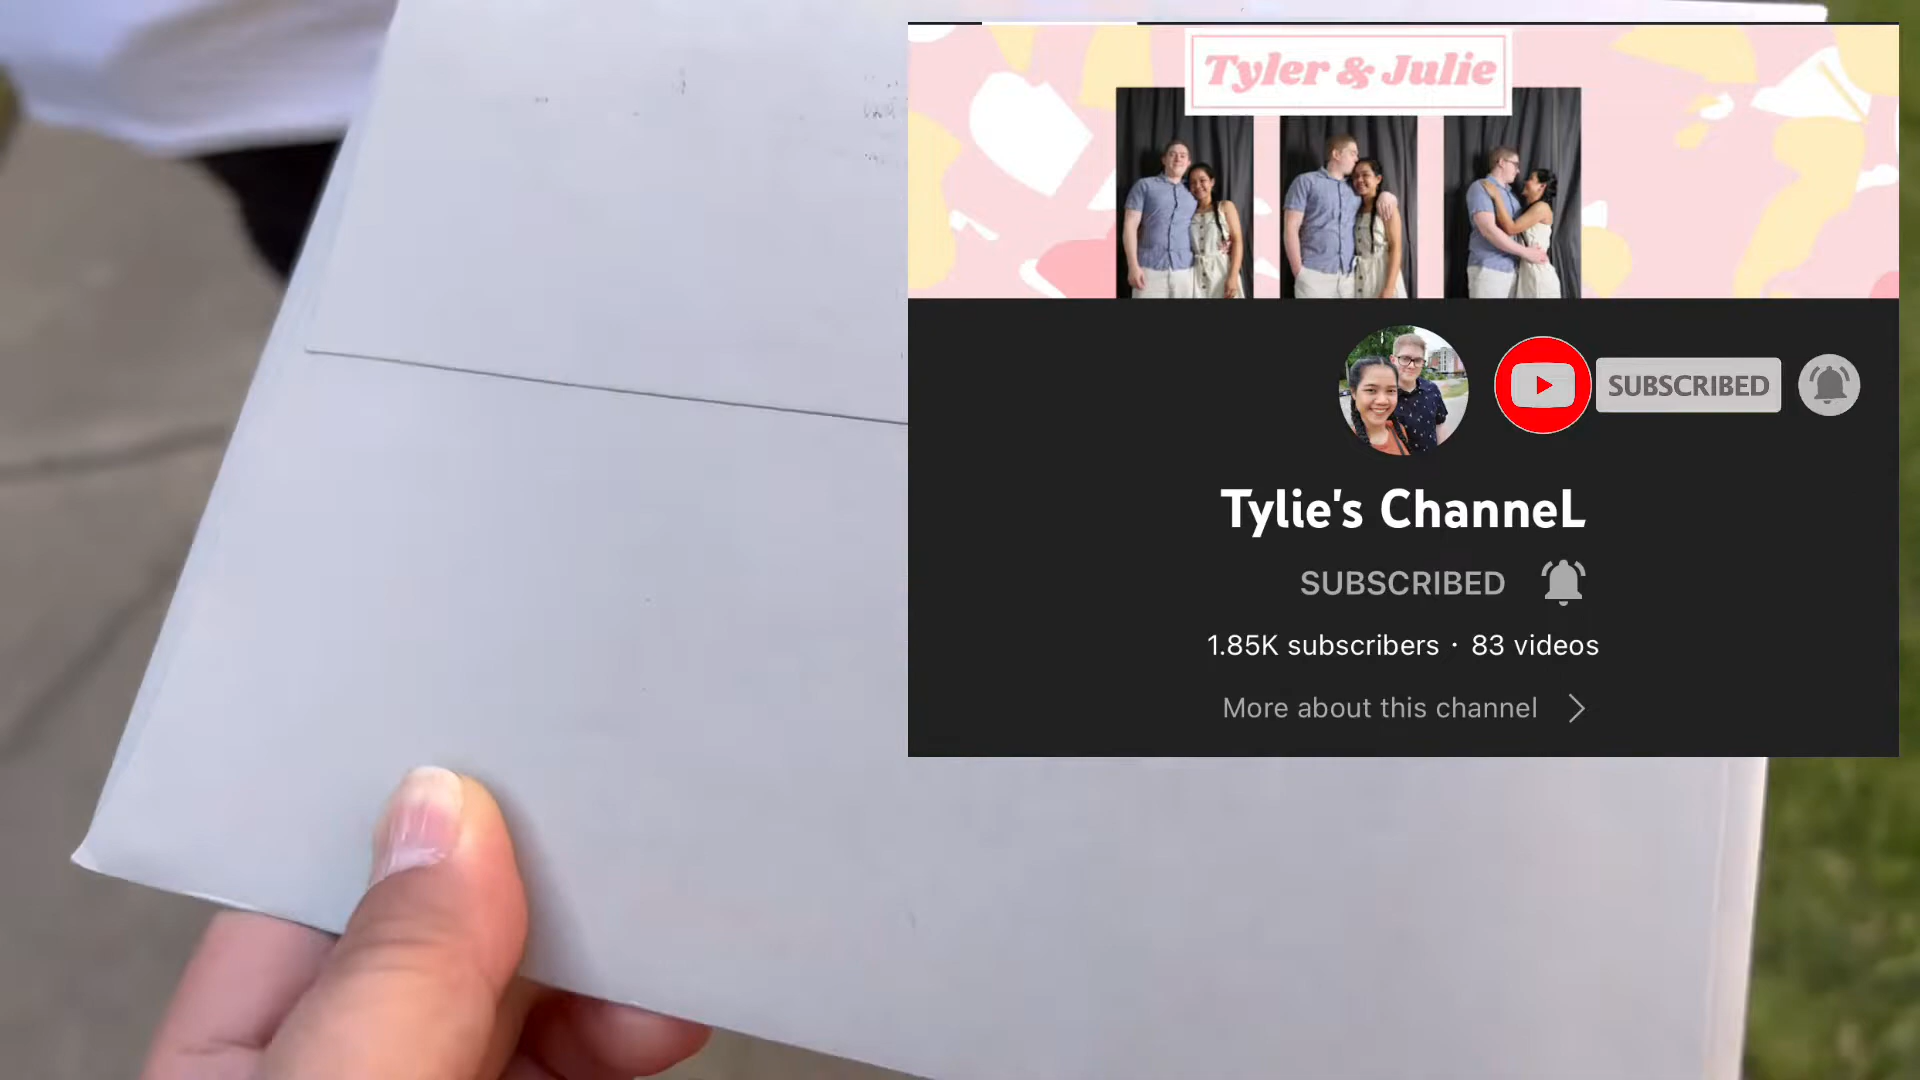 Tyler & Julie
SUBSCRIBED
Tylie's ChanneL
SUBSCRIBED
1.85K subscribers · 83 videos
More about this channel